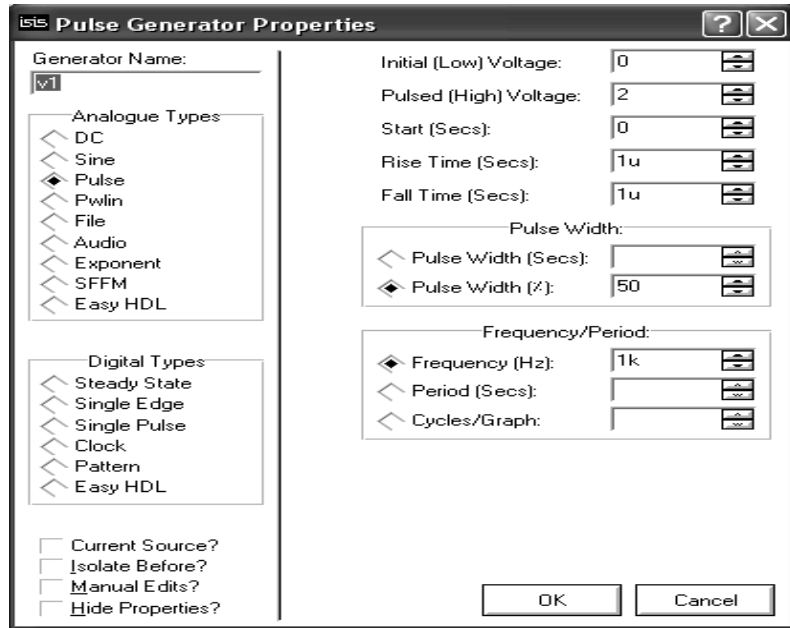 isis Pulse Generator Properties
Generator Name:
v1
Analogue Types
DC
Sine
Pulse
Pwlin
File
Audio
Exponent
SFFM
Easy HDL
Digital Types
Steady State
Single Edge
Single Pulse
Clock
Pattern
Easy HDL
Current Source?
Isolate Before?
Manual Edits?
Hide Properties?
Initial (Low) Voltage: 0
Pulsed (High) Voltage: 2
Start (Secs): 0
Rise Time (Secs): 1u
Fall Time (Secs): 1u
Pulse Width:
Pulse Width (Secs):
Pulse Width (%): 50
Frequency/Period:
Frequency (Hz): 1k
Period (Secs):
Cycles/Graph:
OK Cancel